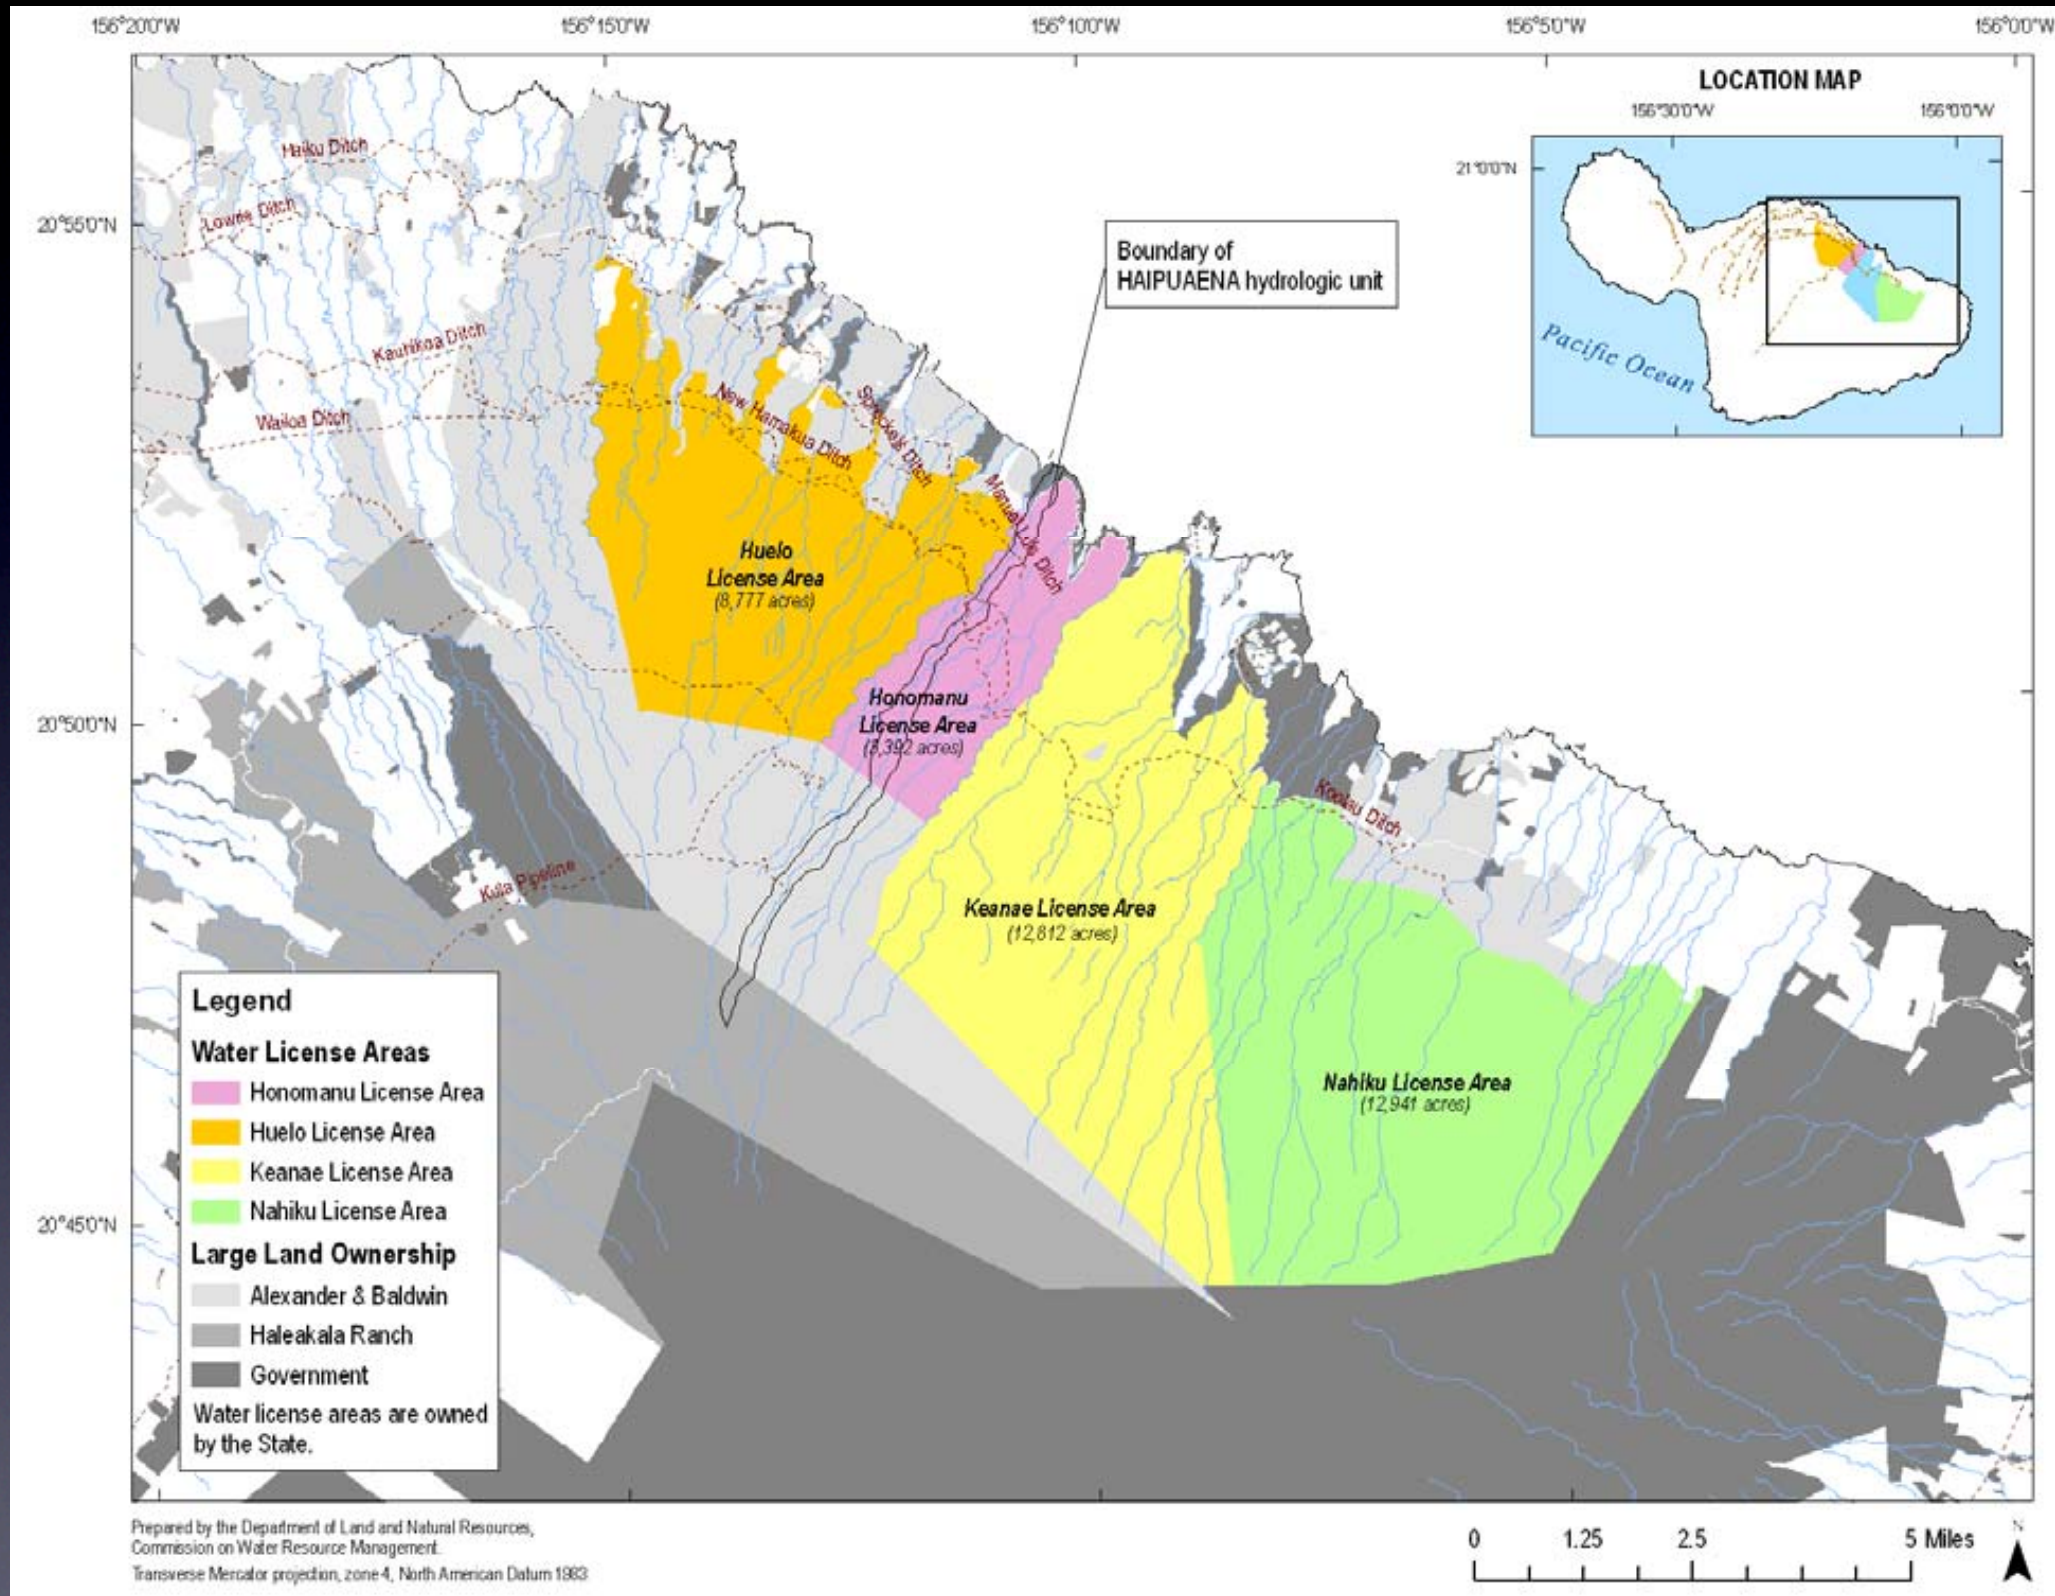 156°20'0"W
156°15'0"W
156°10'0"W
156°5'0"W
156°0'0"W
LOCATION MAP
156°30'0"W
156°0'0"W
21°0'0"N
Pacific Ocean
20°55'0"N
20°50'0"N
20°45'0"N
Haiku Ditch
Lowrie Ditch
Kauhikoa Ditch
Wailoa Ditch
New Hamakua Ditch
Spreckels Ditch
Manuel Luis Ditch
Boundary of
HAIPUAENA hydrologic unit
Huelo
License Area
(8,777 acres)
Honomanu
License Area
(3,392 acres)
Koolau Ditch
Kula Pipeline
Keanae License Area
(12,812 acres)
Nahiku License Area
(12,941 acres)
Legend
Water License Areas
Honomanu License Area
Huelo License Area
Keanae License Area
Nahiku License Area
Large Land Ownership
Alexander & Baldwin
Haleakala Ranch
Government
Water license areas are owned
by the State.
Prepared by the Department of Land and Natural Resources,
Commission on Water Resource Management.
Transverse Mercator projection, zone 4, North American Datum 1983
0 1.25 2.5 5 Miles
N